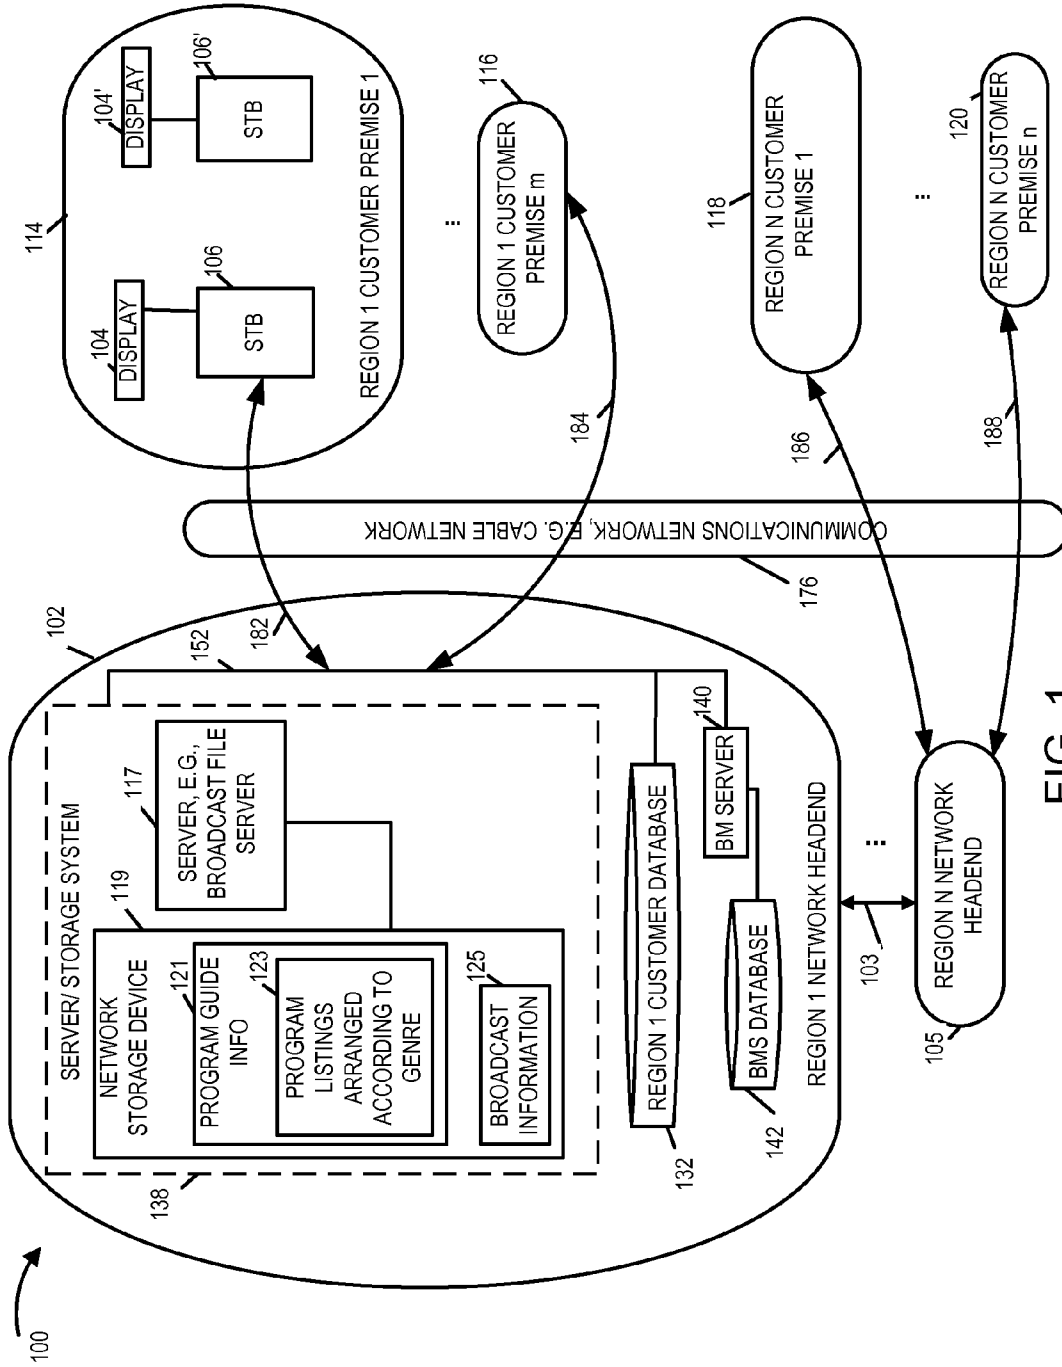 100
102
SERVER/ STORAGE SYSTEM
138
NETWORK
STORAGE DEVICE
119
PROGRAM GUIDE
INFO
121
PROGRAM
LISTINGS
ARRANGED
ACCORDING TO
GENRE
123
BROADCAST
INFORMATION
125
SERVER, E.G.,
BROADCAST FILE
SERVER
117
152
182
REGION 1 CUSTOMER DATABASE
132
BM SERVER
140
BMS DATABASE
142
REGION 1 NETWORK HEADEND
103
...
REGION N NETWORK
HEADEND
105
COMMUNICATIONS NETWORK, E.G. CABLE NETWORK
176
184
186
188
114
104
DISPLAY
106
STB
104'
DISPLAY
106'
STB
REGION 1 CUSTOMER PREMISE 1
...
REGION 1 CUSTOMER
PREMISE m
116
REGION N CUSTOMER
PREMISE 1
118
...
REGION N CUSTOMER
PREMISE n
120
FIG. 1